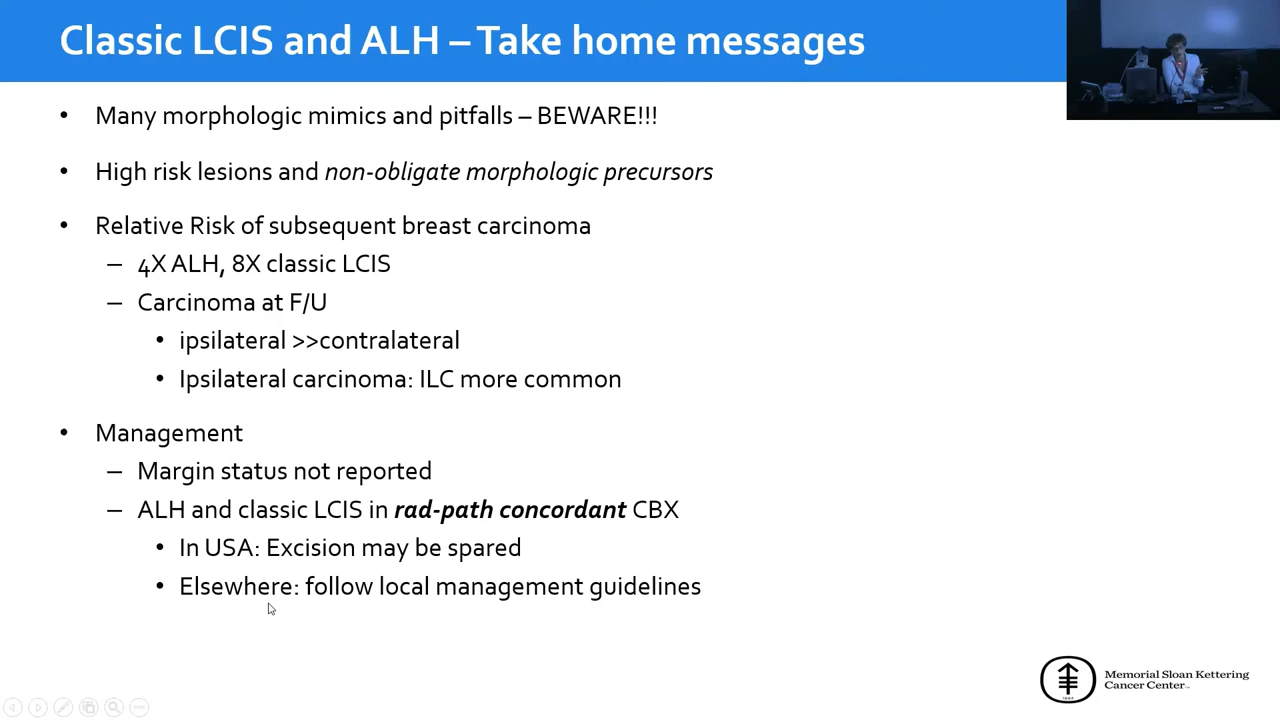 Classic LCIS and ALH – Take home messages
• Many morphologic mimics and pitfalls – BEWARE!!!
• High risk lesions and non-obligate morphologic precursors
• Relative Risk of subsequent breast carcinoma
– 4X ALH, 8X classic LCIS
– Carcinoma at F/U
• ipsilateral >>contralateral
• Ipsilateral carcinoma: ILC more common
• Management
– Margin status not reported
– ALH and classic LCIS in rad-path concordant CBX
• In USA: Excision may be spared
• Elsewhere: follow local management guidelines
Memorial Sloan Kettering
Cancer Center